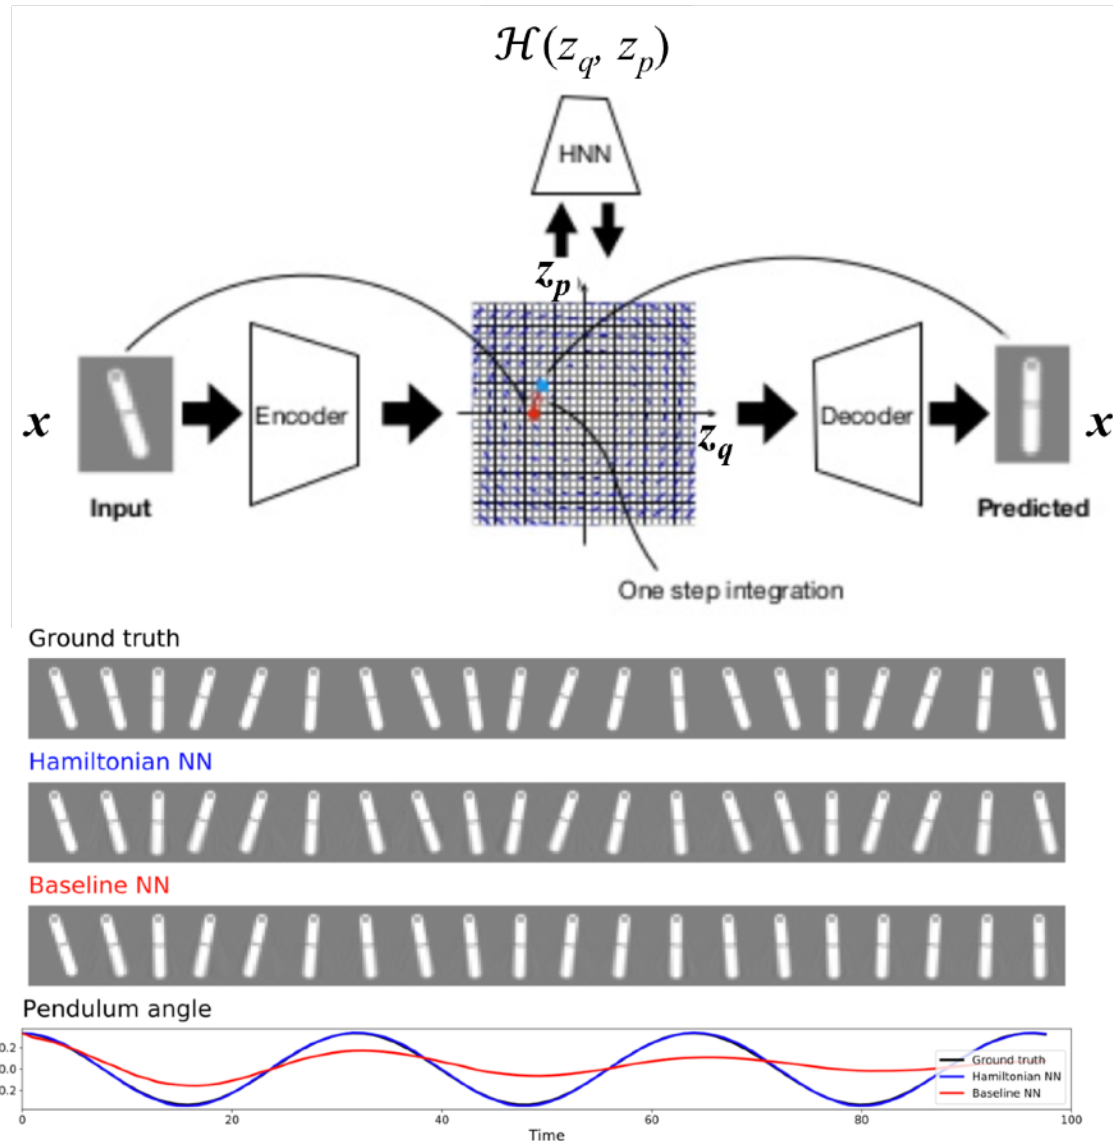 ℋ(z_q, z_p)
HNN
z_p
x
Encoder
z_q
Decoder
x
Input
Predicted
One step integration
Ground truth
Hamiltonian NN
Baseline NN
Pendulum angle
0.2
0.0
0.2
Ground truth
Hamiltonian NN
Baseline NN
0 20 40 60 80 100
Time